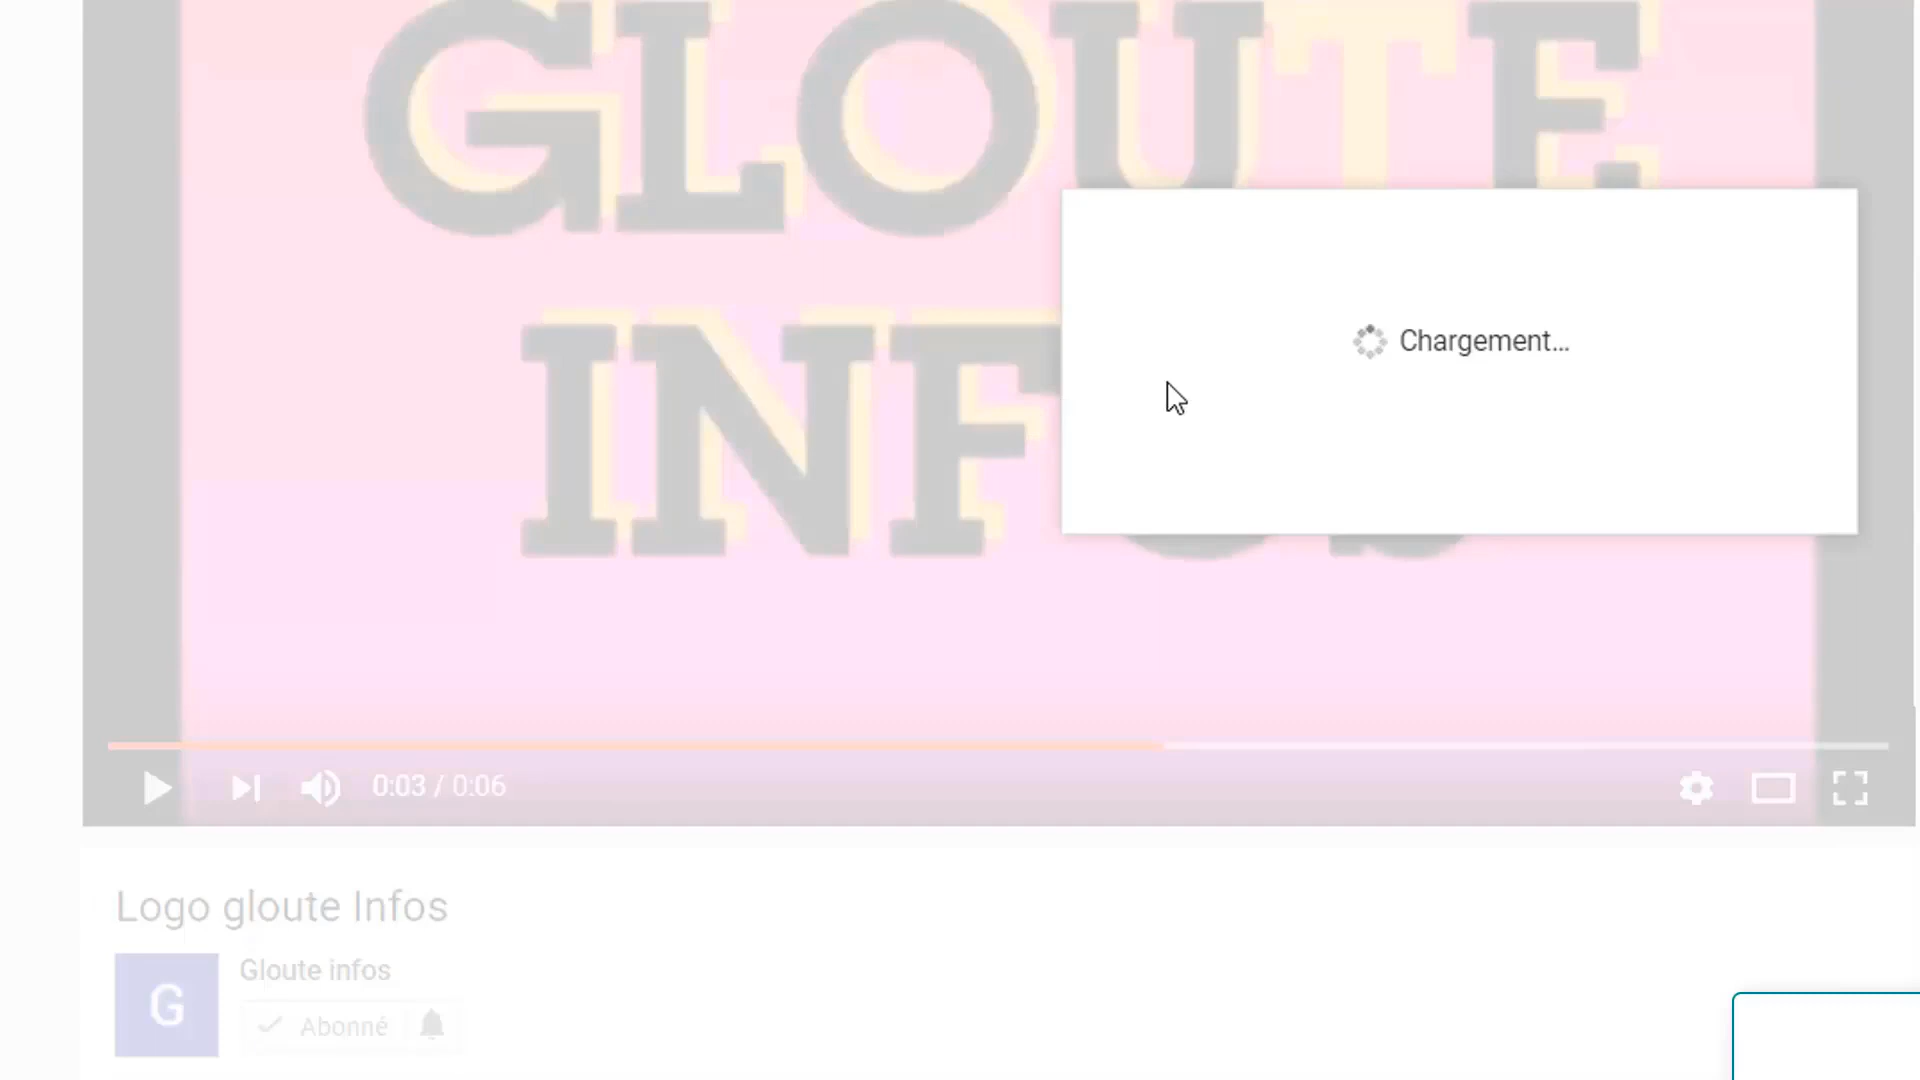 GLOUTE
INF
Chargement...
0:03 / 0:06
Logo gloute Infos
G
Gloute infos
Abonné